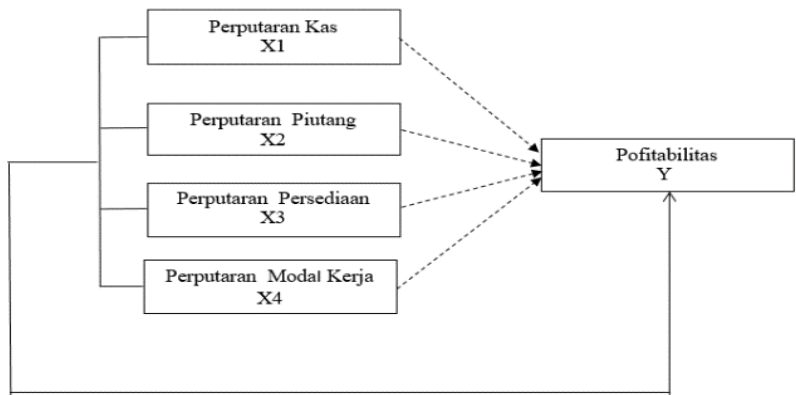 Perputaran Kas
X1
Perputaran Piutang
X2
Perputaran Persediaan
X3
Perputaran Modal Kerja
X4
Pofitabilitas
Y